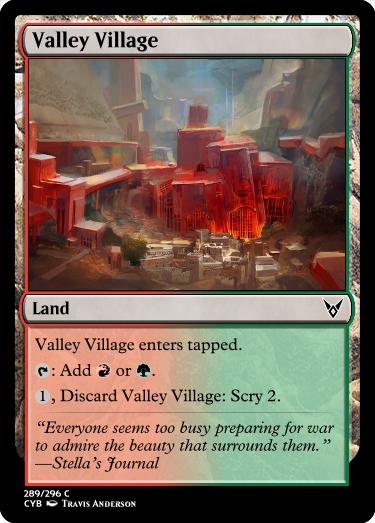 Valley Village
Land
Valley Village enters tapped.
: Add or .
1, Discard Valley Village: Scry 2.
“Everyone seems too busy preparing for war
to admire the beauty that surrounds them.”
—Stella’s Journal
289/296 C
CYB Travis Anderson